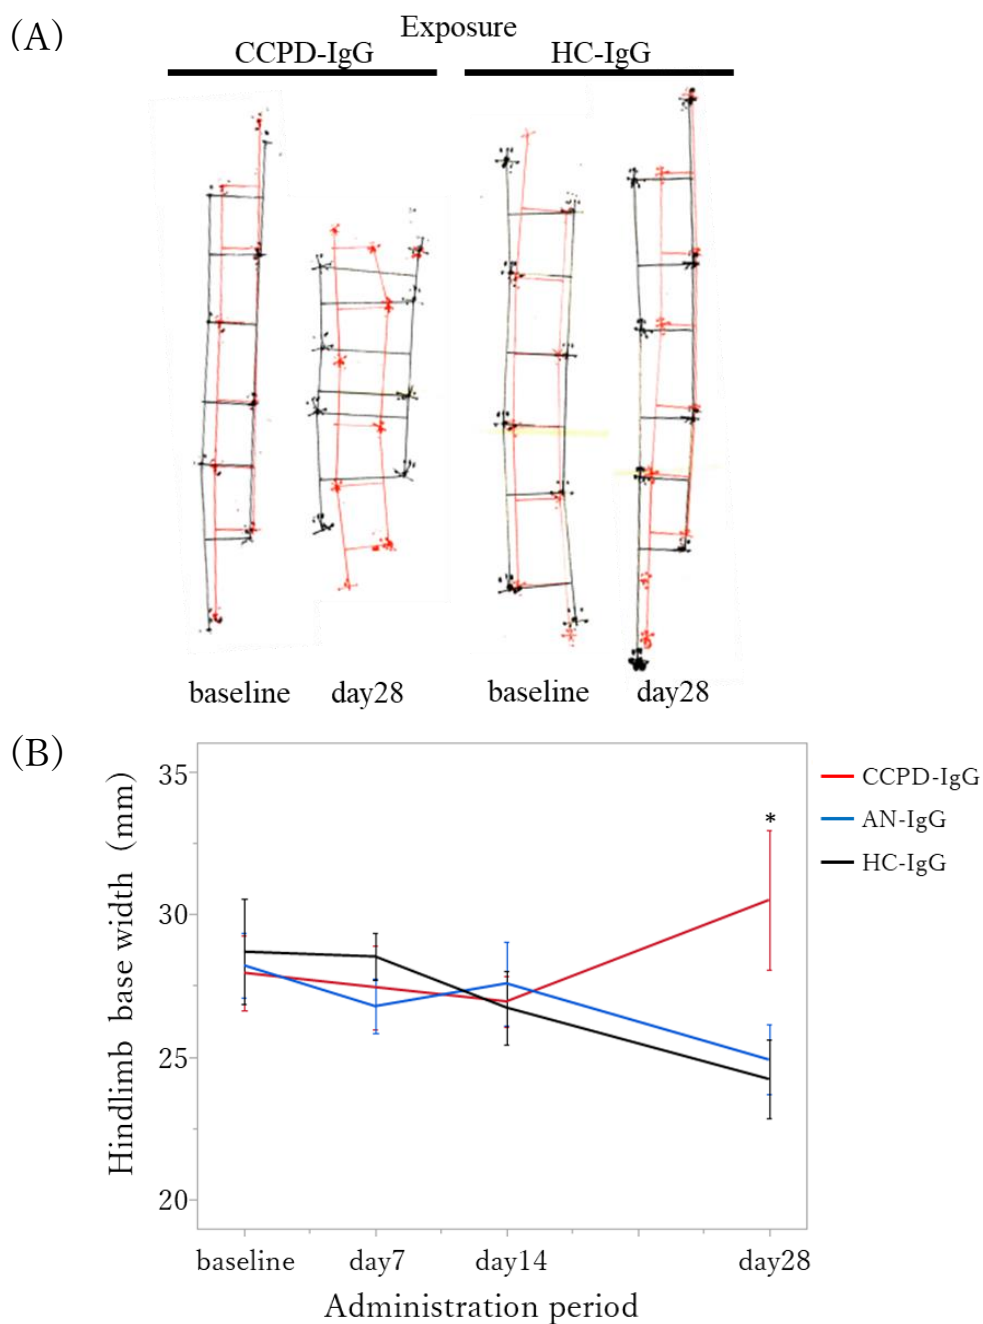 (A)
Exposure
CCPD-IgG HC-IgG
baseline day28 baseline day28
(B)
Hindlimb base width (mm)
35
30
25
20
*
CCPD-IgG
AN-IgG
HC-IgG
baseline day7 day14 day28
Administration period